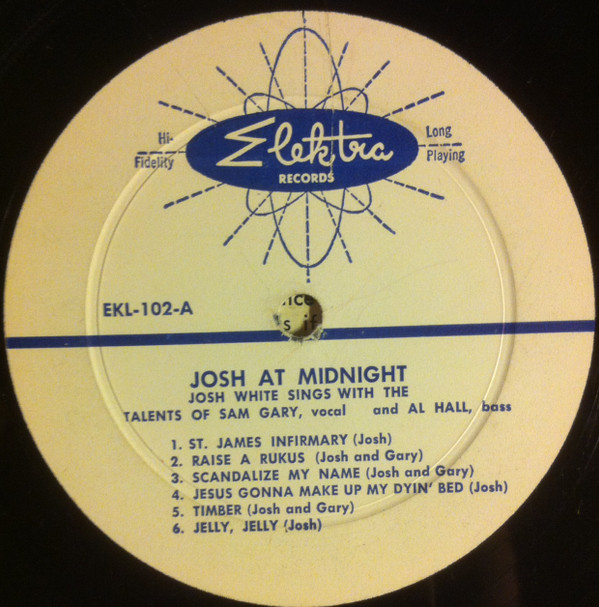 Hi-
Fidelity
Elektra
RECORDS
Long
Playing
EKL-102-A
JOSH AT MIDNIGHT
JOSH WHITE SINGS WITH THE
TALENTS OF SAM GARY, vocal and AL HALL, bass
1. ST. JAMES INFIRMARY (Josh)
2. RAISE A RUKUS (Josh and Gary)
3. SCANDALIZE MY NAME (Josh and Gary)
4. JESUS GONNA MAKE UP MY DYIN' BED (Josh)
5. TIMBER (Josh and Gary)
6. JELLY, JELLY (Josh)